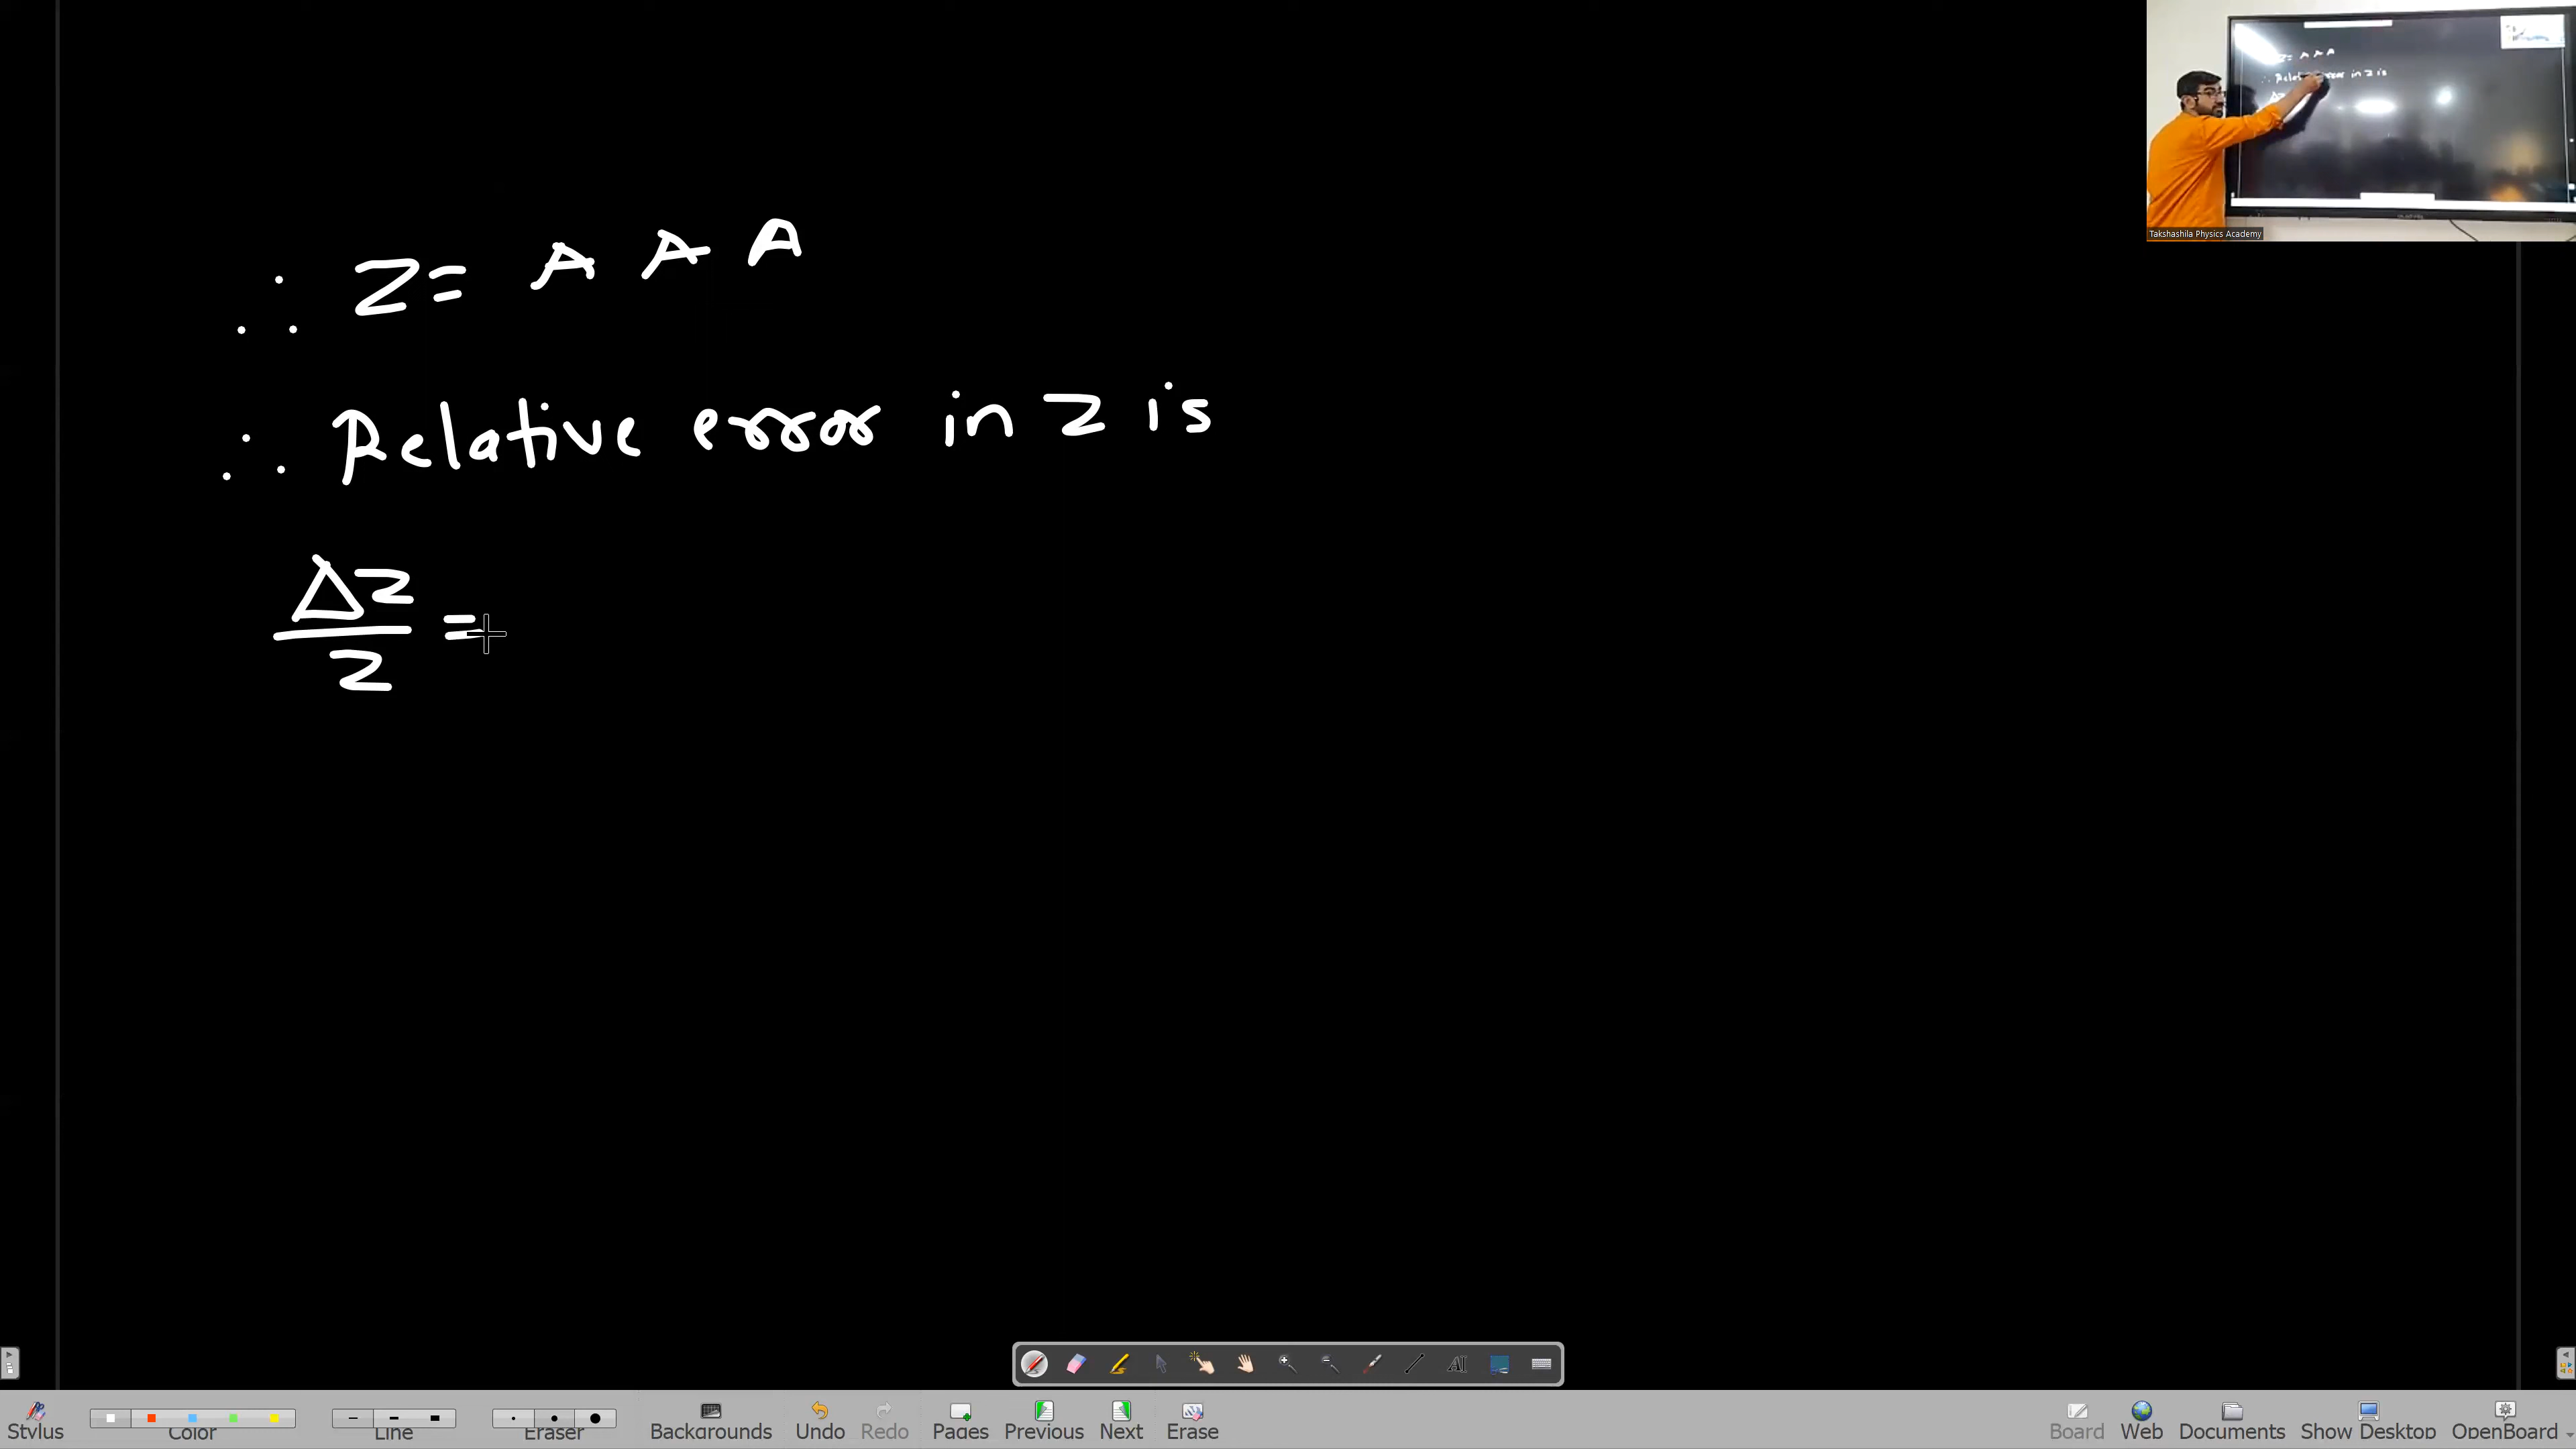 ∴ Z= A A A
∴ Relative error in Z is
ΔZ
=
Z
Takshashila Physics Academy
Stylus
Color
Line
Eraser
Backgrounds
Undo
Redo
Pages
Previous
Next
Erase
Board
Web
Documents
Show Desktop
OpenBoard